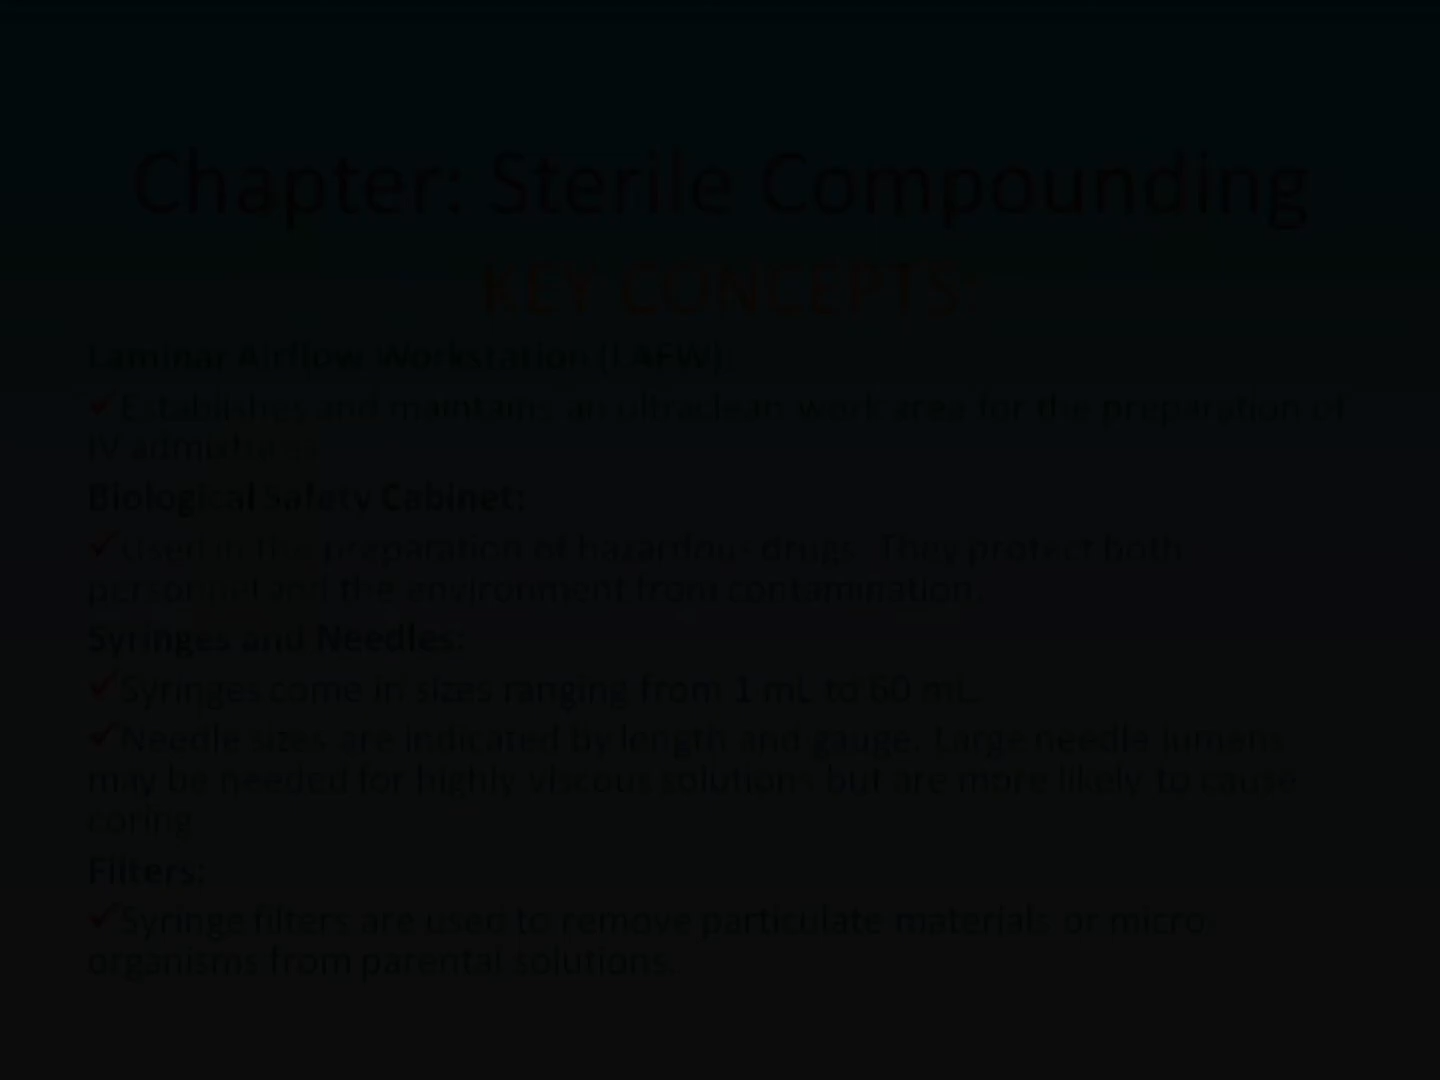 Chapter: Sterile Compounding
KEY CONCEPTS:
Laminar Airflow Workstation (LAFW):
✓Establishes and maintains an ultraclean work area for the preparation of
IV admixtures
Biological Safety Cabinet:
✓Used in the preparation of hazardous drugs. They protect both
personnel and the environment from contamination.
Syringes and Needles:
✓Syringes come in sizes ranging from 1 mL to 60 mL.
✓Needle sizes are indicated by length and gauge. Large needle lumens
may be needed for highly viscous solutions but are more likely to cause
coring
Filters:
✓Syringe filters are used to remove particulate materials or micro-
organisms from parental solutions.